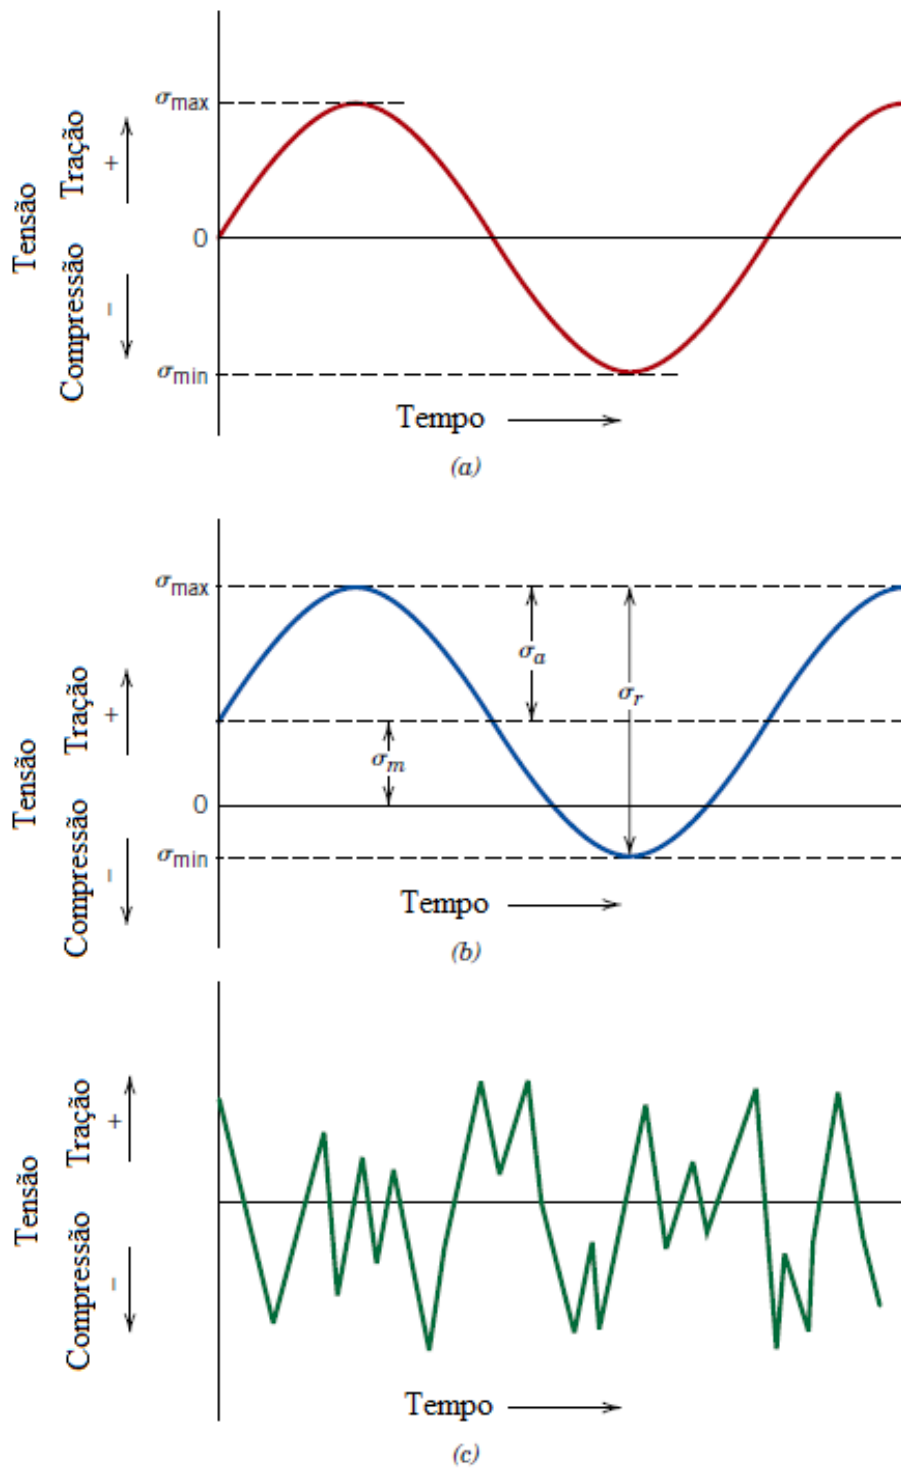 σmax
Tração
+
Tensão
0
Compressão
–
σmin
Tempo
(a)
σmax
σa
σr
Tração
+
σm
Tensão
0
Compressão
–
σmin
Tempo
(b)
Tração
+
Tensão
Compressão
–
Tempo
(c)